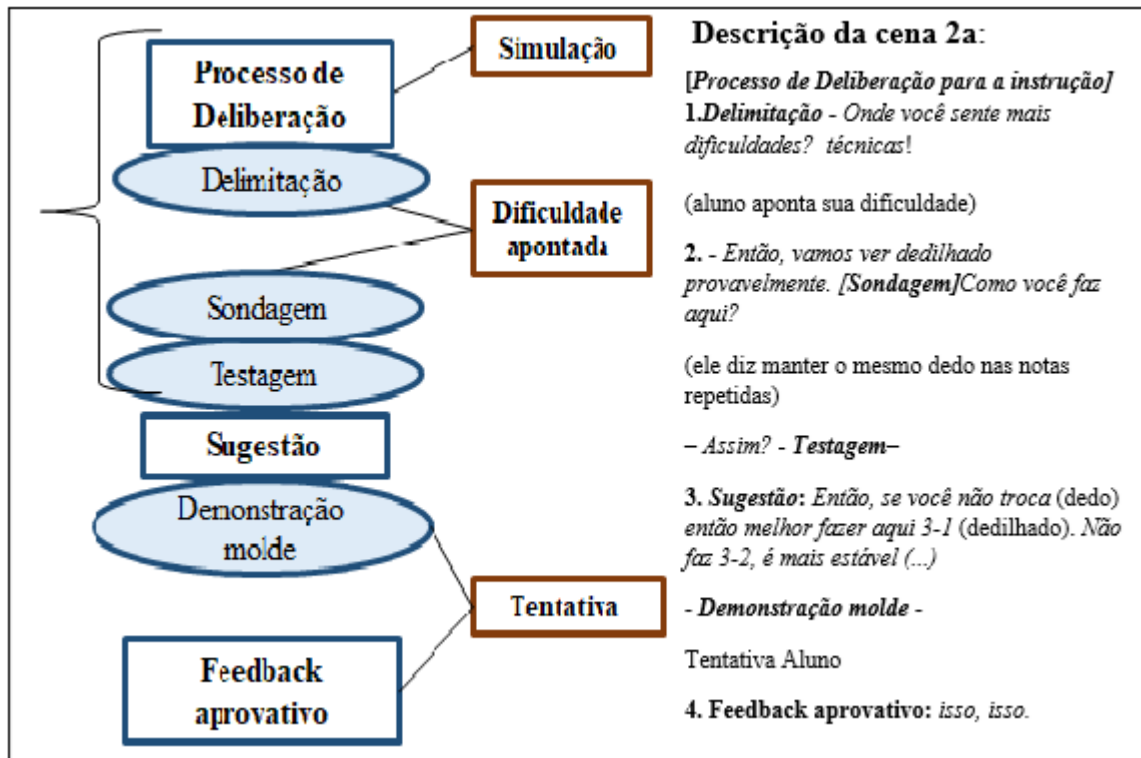 Processo de
Deliberação
Delimitação
Sondagem
Testagem
Sugestão
Demonstração
molde
Feedback
aprovativo
Simulação
Dificuldade
apontada
Tentativa
Descrição da cena 2a:
[Processo de Deliberação para a instrução]
1.Delimitação - Onde você sente mais
dificuldades? técnicas!
(aluno aponta sua dificuldade)
2. - Então, vamos ver dedilhado
provavelmente. [Sondagem]Como você faz
aqui?
(ele diz manter o mesmo dedo nas notas
repetidas)
– Assim? - Testagem–
3. Sugestão: Então, se você não troca (dedo)
então melhor fazer aqui 3-1 (dedilhado). Não
faz 3-2, é mais estável (...)
- Demonstração molde -
Tentativa Aluno
4. Feedback aprovativo: isso, isso.